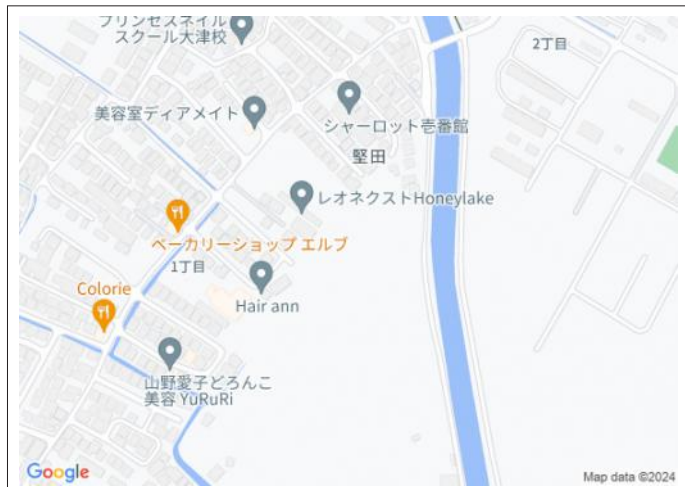 プリンセスネイル
スクール大津校
2丁目
美容室ディアメイト
シャーロット壱番館
堅田
レオネクストHoneylake
ベーカリーショップ エルブ
1丁目
Colorie
Hair ann
山野愛子どろんこ
美容 YuRuRi
Google
Map data ©2024